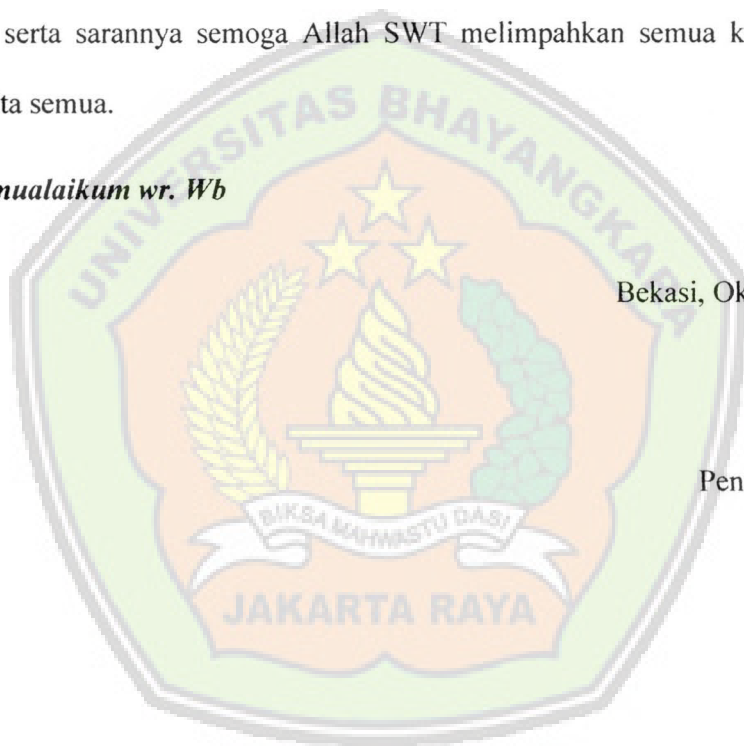 serta sarannya semoga Allah SWT melimpahkan semua k
ta semua.
mualaikum wr. Wb
UNIVERSITAS BHAYANGKARA
Bekasi, Ok
Pen
BIKSA MAHWASTU DASI
JAKARTA RAYA